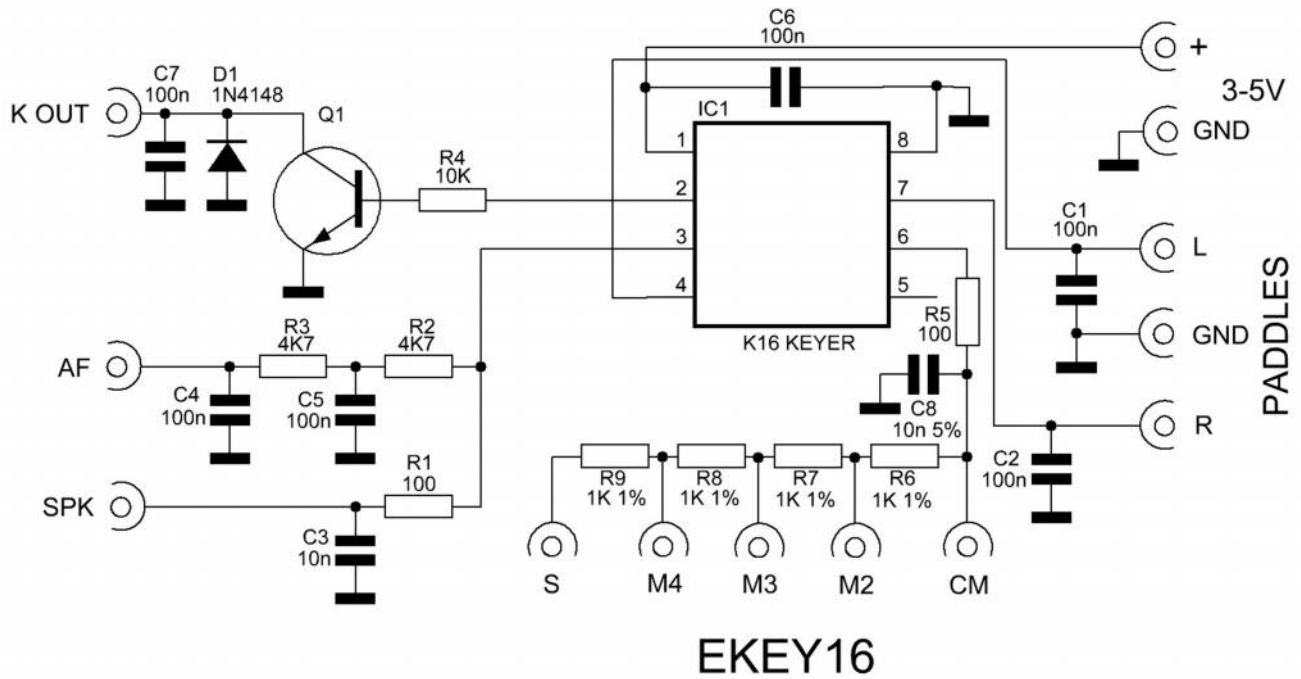 C6
100n
+
3-5V
GND
C7
100n
D1
1N4148
K OUT
Q1
IC1
1
8
R4
10K
2
7
3
6
4
5
K16 KEYER
C1
100n
L
GND
R
PADDLES
R5
100
C8
10n 5%
C2
100n
R3
4K7
R2
4K7
AF
C4
100n
C5
100n
R1
100
SPK
C3
10n
R9
1K 1%
R8
1K 1%
R7
1K 1%
R6
1K 1%
S
M4
M3
M2
CM
EKEY16